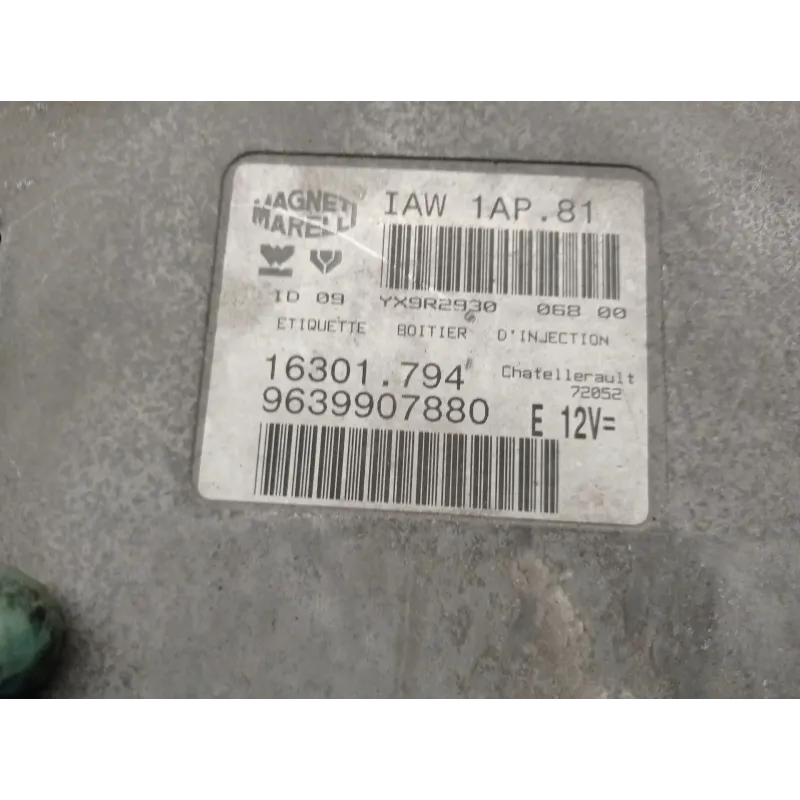 MAGNETI
MARELLI
IAW 1AP.81
ID 09 YX9R2930 068 00
ETIQUETTE BOITIER D'INJECTION
16301.794
Chatellerault
72052
9639907880 E 12V=